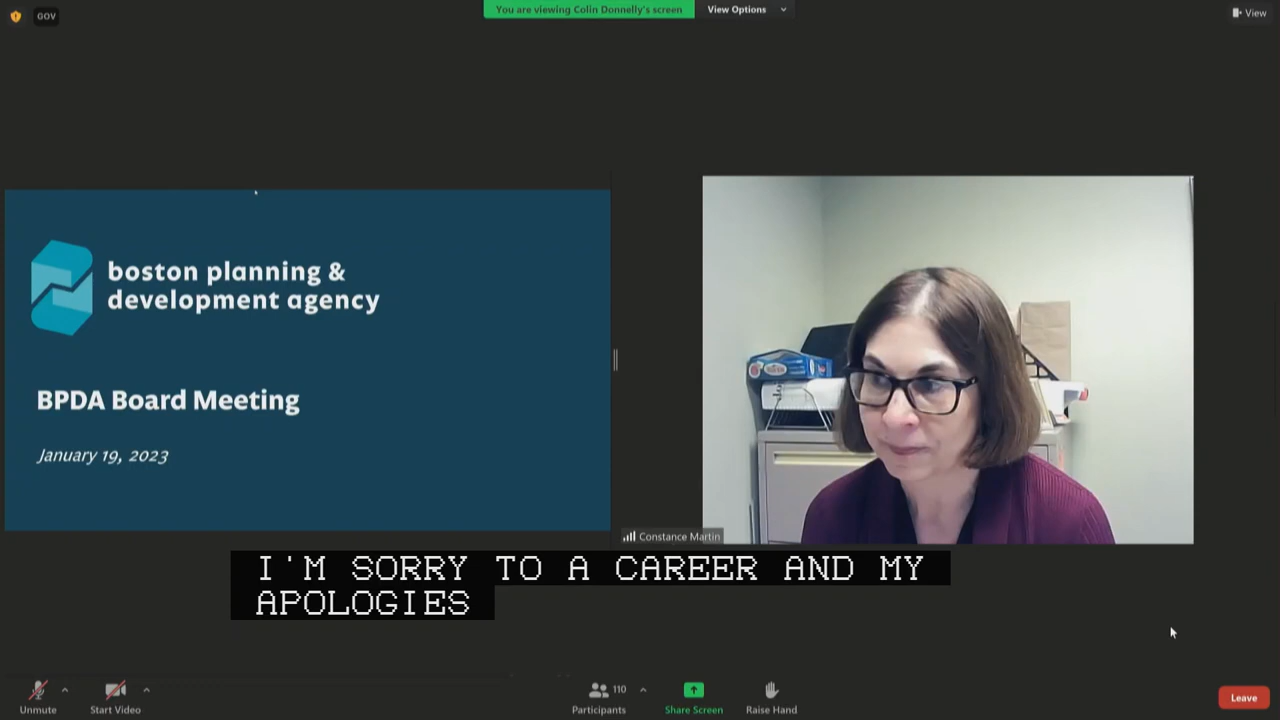 GOV
You are viewing Colin Donnelly's screen
View Options
View
boston planning &
development agency
BPDA Board Meeting
January 19, 2023
Constance Martin
I'M SORRY TO A CAREER AND MY
APOLOGIES
Unmute
Start Video
110
Participants
Share Screen
Raise Hand
Leave